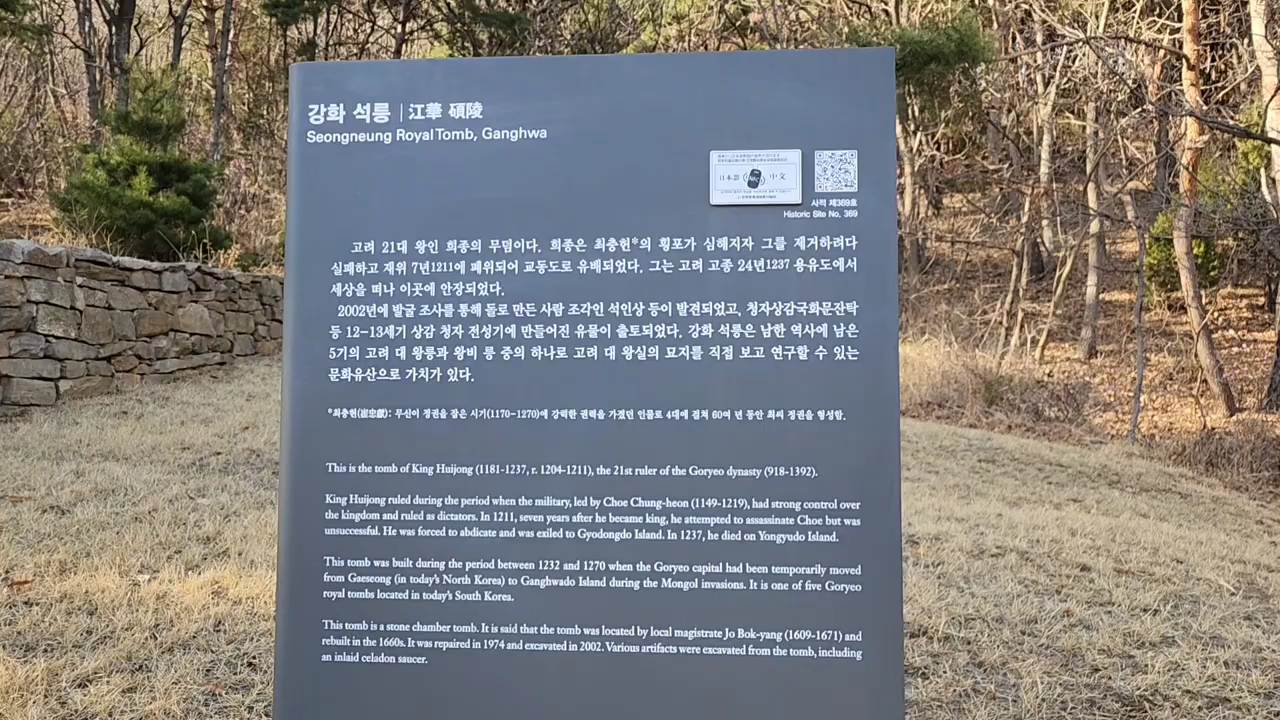 강화 석릉 | 江華 碩陵
Seongneung Royal Tomb, Ganghwa
日本語 NFC 中文
사적 제369호
Historic Site No, 369
고려 21대 왕인 희종의 무덤이다. 희종은 최충헌*의 횡포가 심해지자 그를 제거하려다
실패하고 재위 7년1211에 폐위되어 교동도로 유배되었다. 그는 고려 고종 24년1237 용유도에서
세상을 떠나 이곳에 안장되었다.
2002년에 발굴 조사를 통해 돌로 만든 사람 조각인 석인상 등이 발견되었고, 청자상감국화문잔탁
등 12-13세기 상감 청자 전성기에 만들어진 유물이 출토되었다. 강화 석릉은 남한 역사에 남은
5기의 고려 대 왕릉과 왕비 릉 중의 하나로 고려 대 왕실의 묘지를 직접 보고 연구할 수 있는
문화유산으로 가치가 있다.
*최충헌(崔忠獻): 무신이 정권을 잡은 시기(1170-1270)에 강력한 권력을 가졌던 인물로 4대에 걸쳐 60여 년 동안 최씨 정권을 형성함.
This is the tomb of King Huijong (1181-1237, r. 1204-1211), the 21st ruler of the Goryeo dynasty (918-1392).
King Huijong ruled during the period when the military, led by Choe Chung-heon (1149-1219), had strong control over
the kingdom and ruled as dictators. In 1211, seven years after he became king, he attempted to assassinate Choe but was
unsuccessful. He was forced to abdicate and was exiled to Gyodongdo Island. In 1237, he died on Yongyudo Island.
This tomb was built during the period between 1232 and 1270 when the Goryeo capital had been temporarily moved
from Gaeseong (in today's North Korea) to Ganghwado Island during the Mongol invasions. It is one of five Goryeo
royal tombs located in today's South Korea.
This tomb is a stone chamber tomb. It is said that the tomb was located by local magistrate Jo Bok-yang (1609-1671) and
rebuilt in the 1660s. It was repaired in 1974 and excavated in 2002. Various artifacts were excavated from the tomb, including
an inlaid celadon saucer.